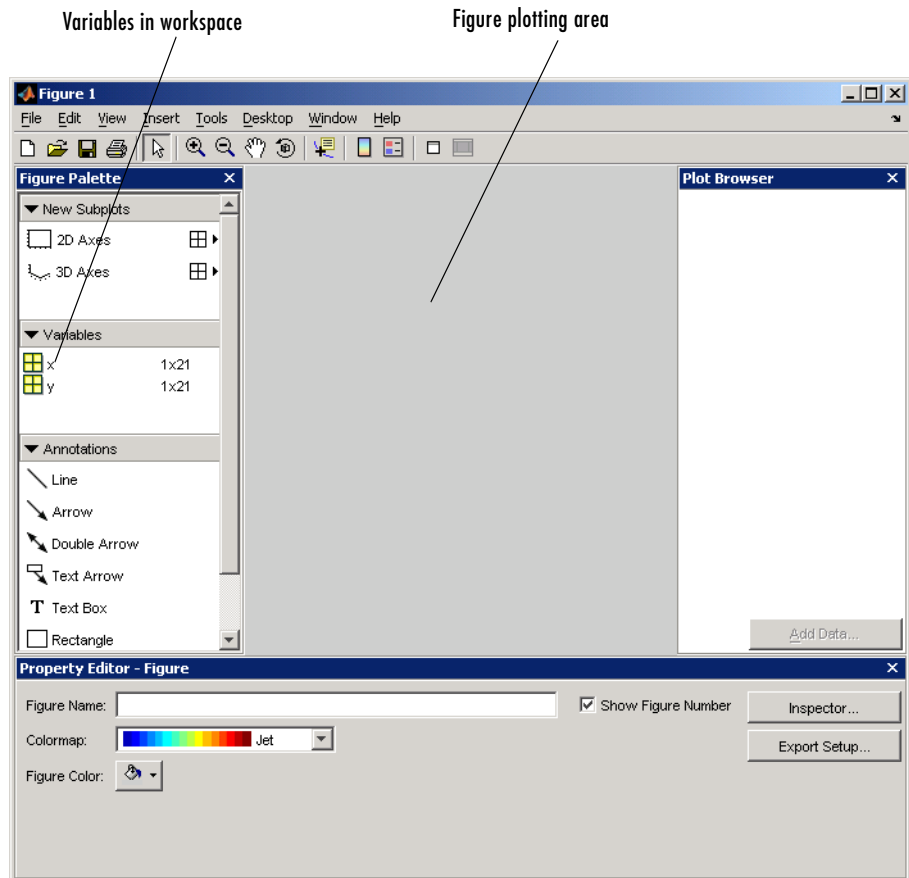 Variables in workspace
Figure plotting area
Figure 1
File Edit View Insert Tools Desktop Window Help
Figure Palette
New Subplots
2D Axes
3D Axes
Variables
x 1x21
y 1x21
Annotations
Line
Arrow
Double Arrow
Text Arrow
T Text Box
Rectangle
Plot Browser
Add Data...
Property Editor - Figure
Figure Name:
Show Figure Number
Inspector...
Colormap:
Jet
Export Setup...
Figure Color: